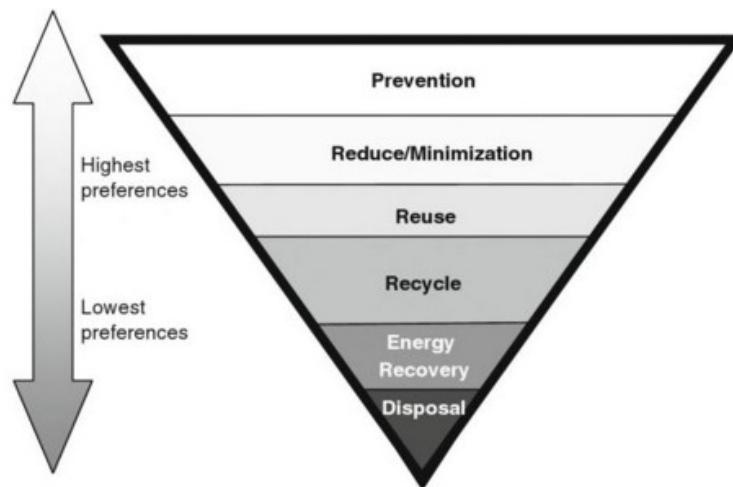 Prevention
Reduce/Minimization
Highest
preferences
Reuse
Recycle
Lowest
preferences
Energy
Recovery
Disposal